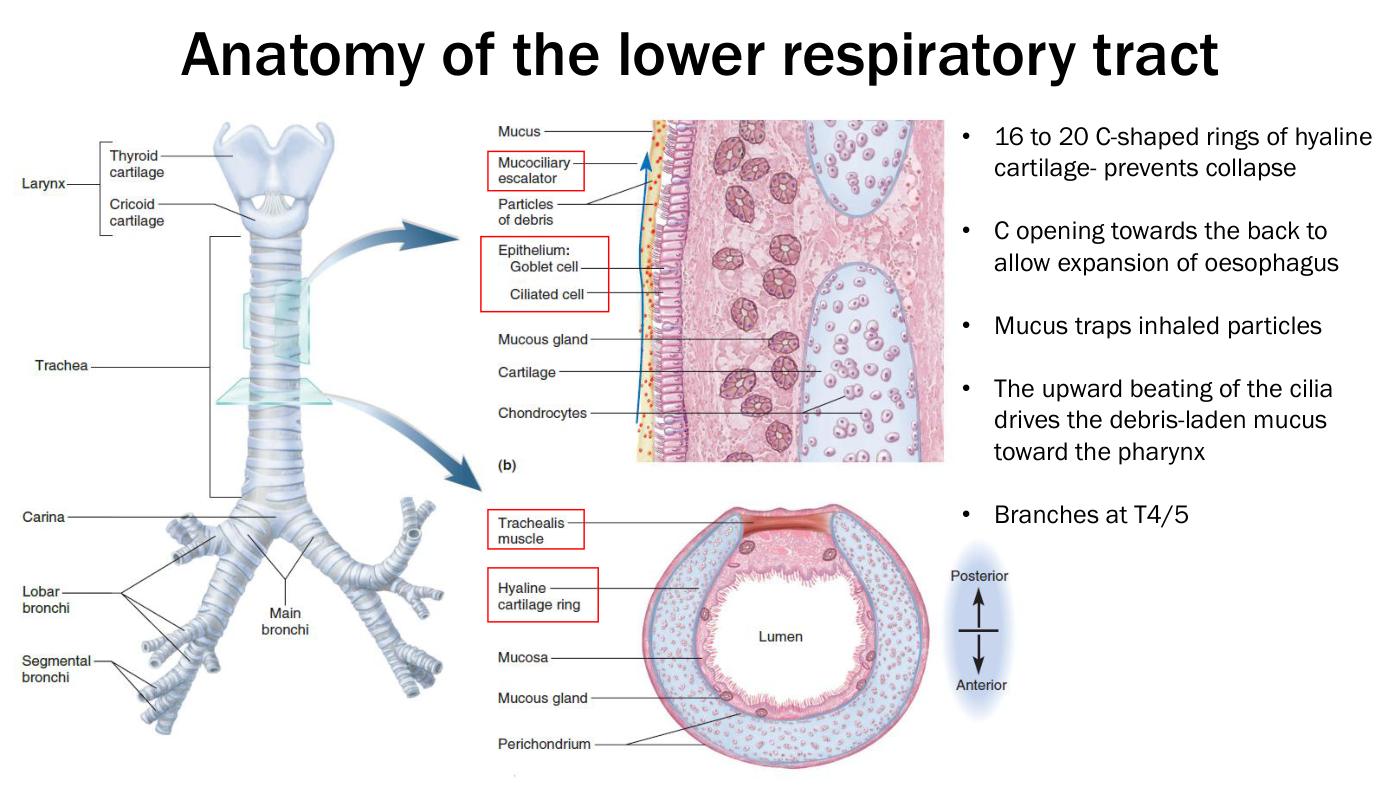 Anatomy of the lower respiratory tract
Larynx
Thyroid
cartilage
Cricoid
cartilage
Trachea
Carina
Lobar
bronchi
Main
bronchi
Segmental
bronchi
Mucus
Mucociliary
escalator
Particles
of debris
Epithelium:
Goblet cell
Ciliated cell
Mucous gland
Cartilage
Chondrocytes
(b)
Trachealis
muscle
Hyaline
cartilage ring
Lumen
Mucosa
Mucous gland
Perichondrium
• 16 to 20 C-shaped rings of hyaline
cartilage- prevents collapse
• C opening towards the back to
allow expansion of oesophagus
• Mucus traps inhaled particles
• The upward beating of the cilia
drives the debris-laden mucus
toward the pharynx
• Branches at T4/5
Posterior
Anterior